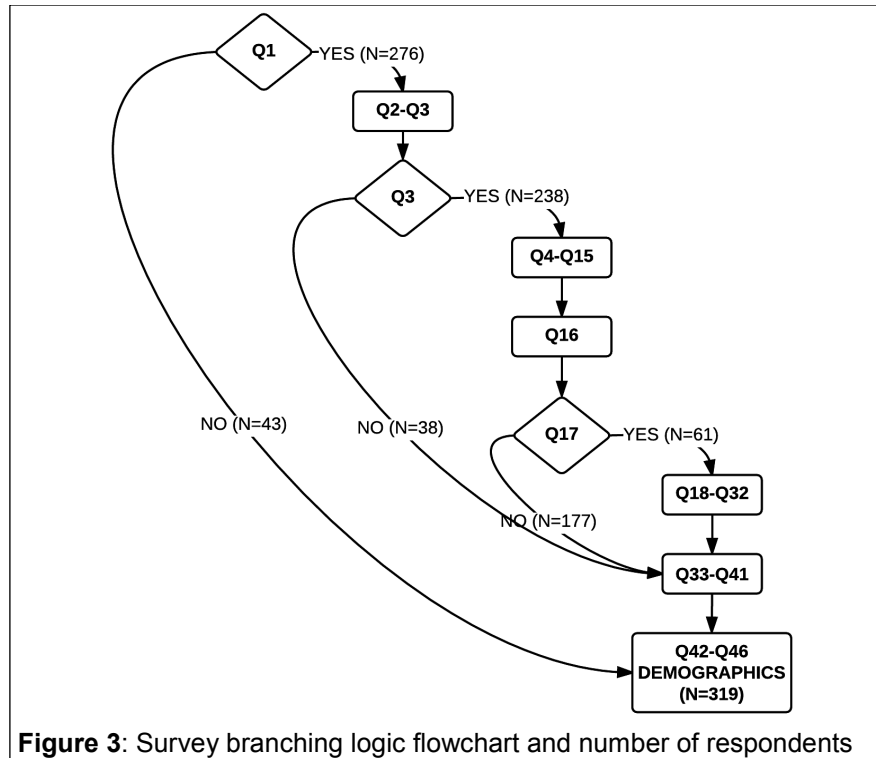 Q1
YES (N=276)
Q2-Q3
Q3
YES (N=238)
Q4-Q15
Q16
NO (N=43)
NO (N=38)
Q17
YES (N=61)
Q18-Q32
NO (N=177)
Q33-Q41
Q42-Q46
DEMOGRAPHICS
(N=319)
Figure 3: Survey branching logic flowchart and number of respondents